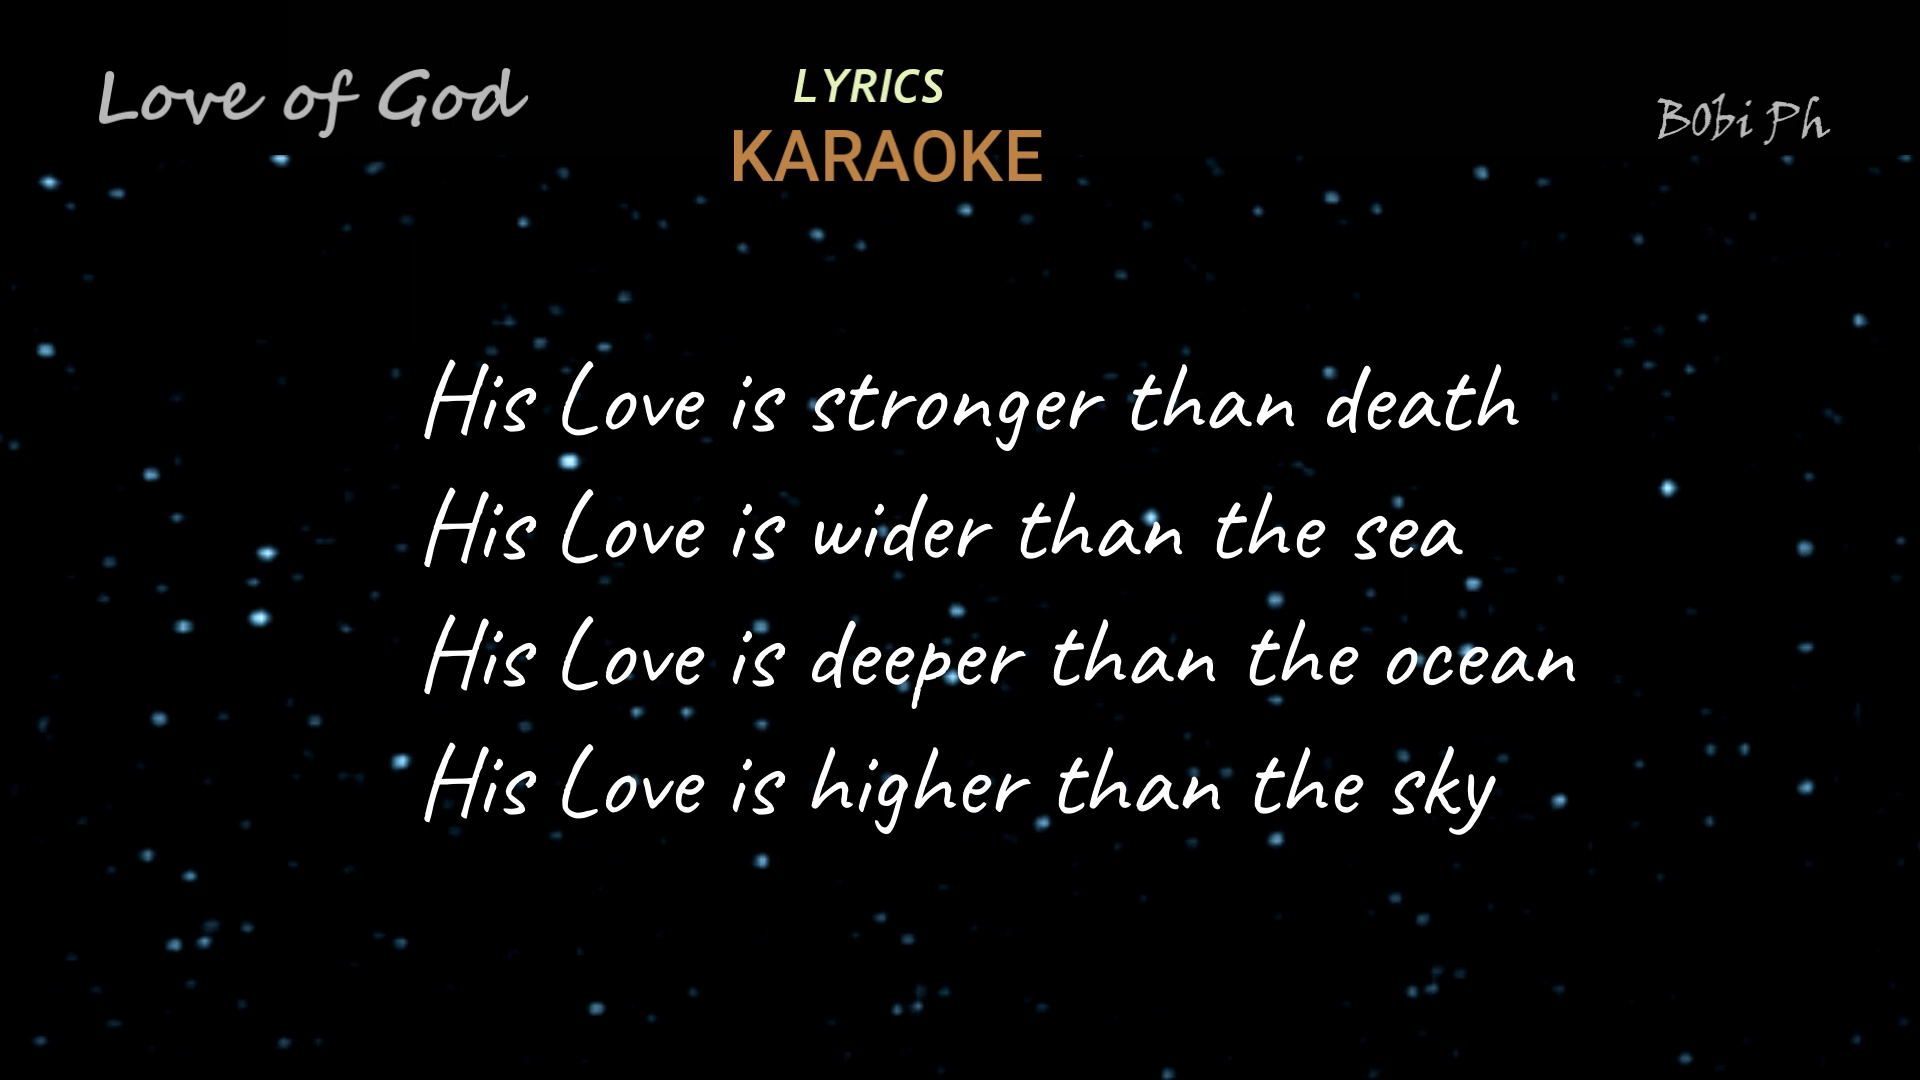 Love of God
LYRICS
KARAOKE
Bobi Ph
His Love is stronger than death
His Love is wider than the sea
His Love is deeper than the ocean
His Love is higher than the sky